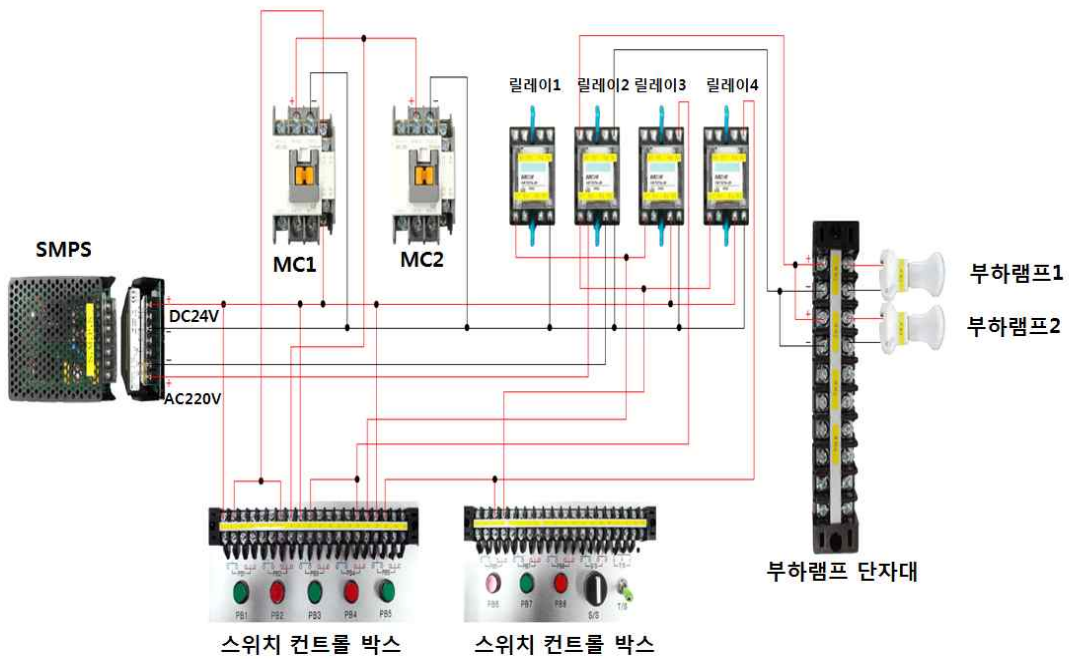 릴레이1 릴레이2 릴레이3 릴레이4
+ − + −
MC1
MC2
SMPS
+
DC24V
−
−
+
AC220V
+
−
+
−
부하램프1
부하램프2
부하램프 단자대
PB1 PB2 PB3 PB4 PB5
PB6 PB7 PB8 S/S T/S
스위치 컨트롤 박스
스위치 컨트롤 박스